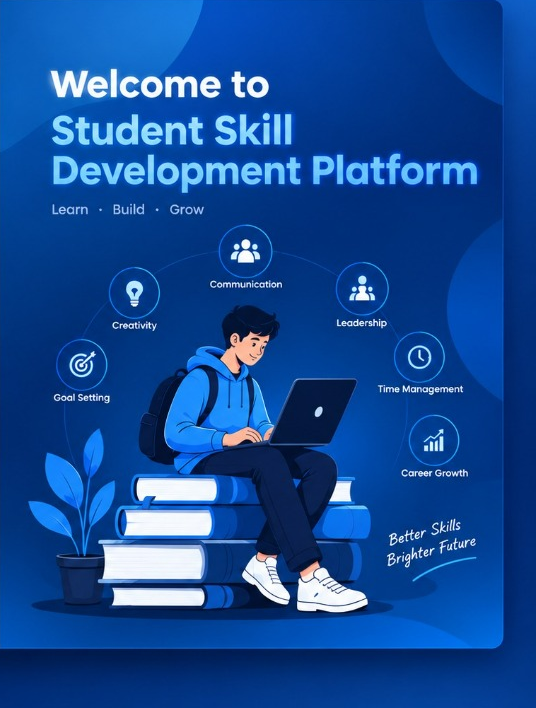 Welcome to
Student Skill
Development Platform
Learn · Build · Grow
Communication
Creativity
Leadership
Goal Setting
Time Management
Career Growth
Better Skills
Brighter Future